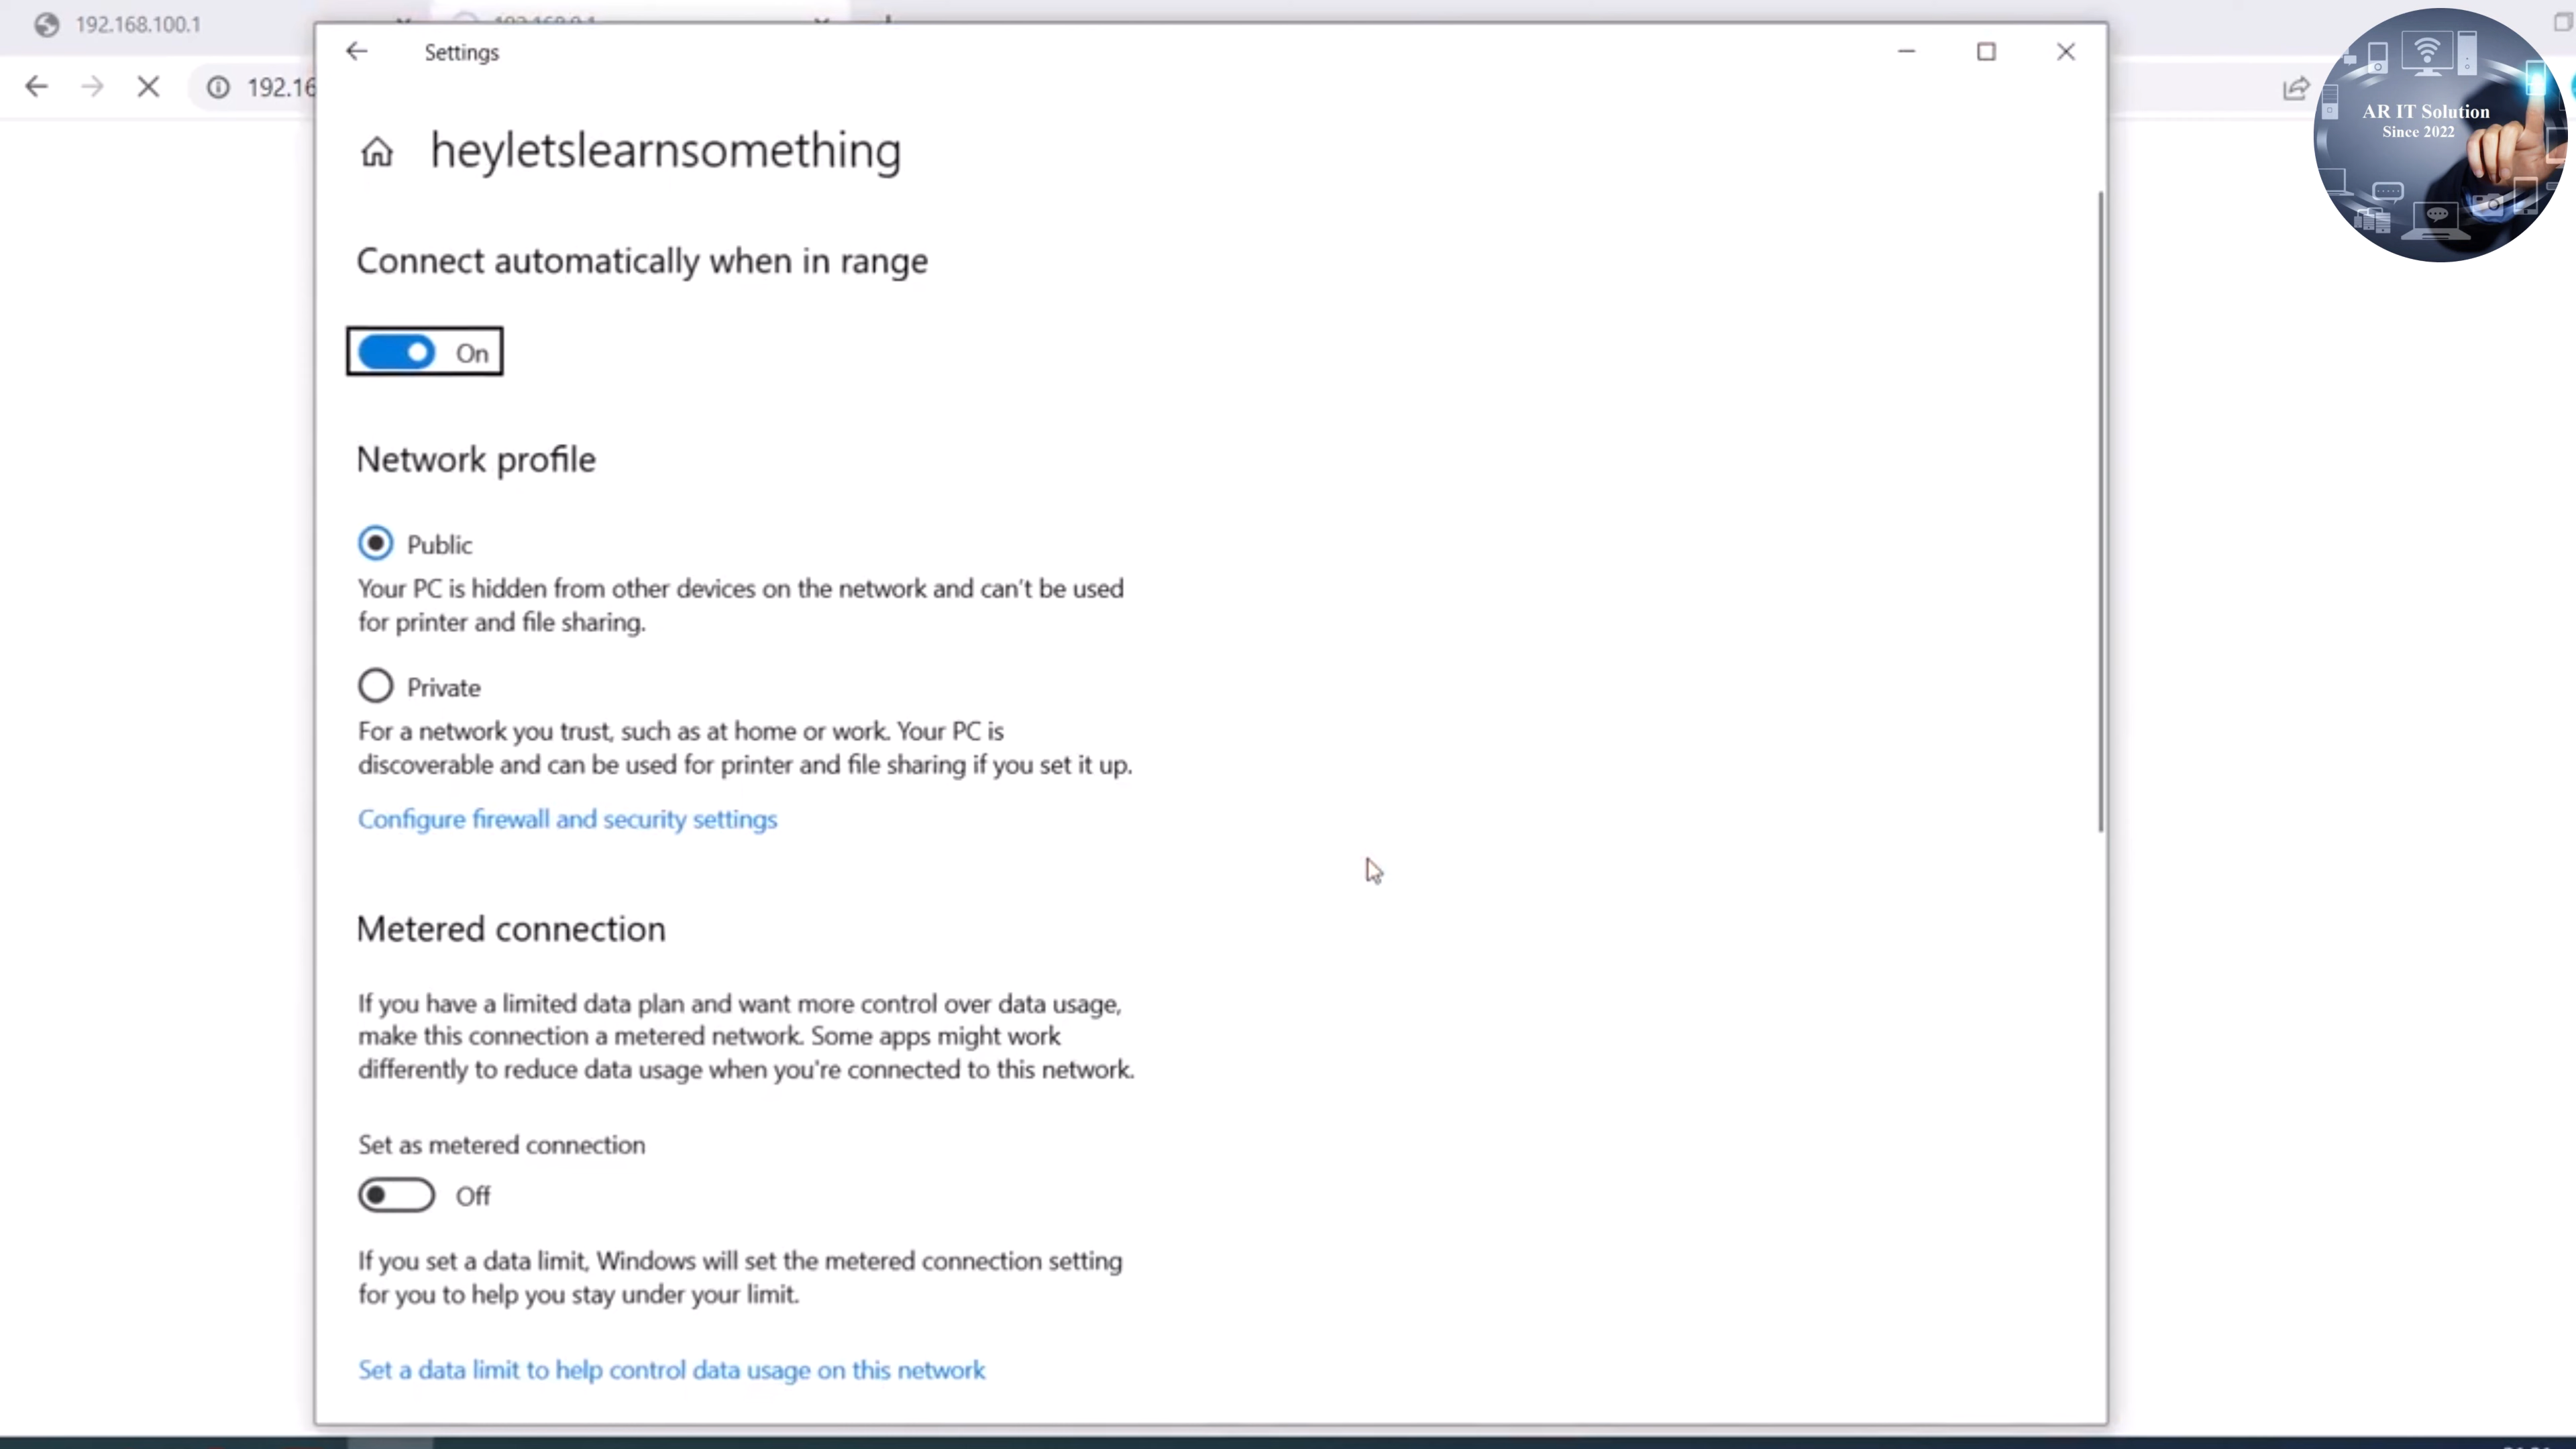 192.168.100.1
192.168.0.1
192.16
Settings
AR IT Solution
Since 2022
heyletslearnsomething
Connect automatically when in range
On
Network profile
Public
Your PC is hidden from other devices on the network and can't be used
for printer and file sharing.
Private
For a network you trust, such as at home or work. Your PC is
discoverable and can be used for printer and file sharing if you set it up.
Configure firewall and security settings
Metered connection
If you have a limited data plan and want more control over data usage,
make this connection a metered network. Some apps might work
differently to reduce data usage when you're connected to this network.
Set as metered connection
Off
If you set a data limit, Windows will set the metered connection setting
for you to help you stay under your limit.
Set a data limit to help control data usage on this network